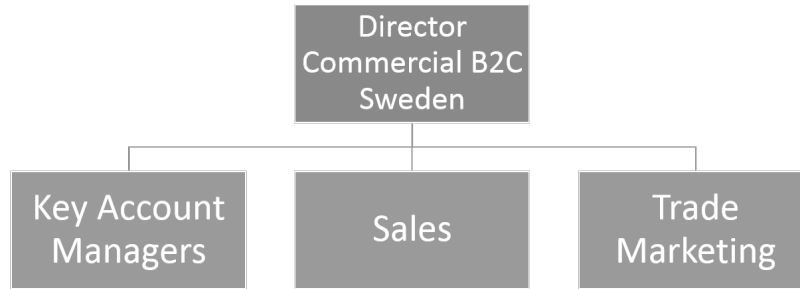 Director
Commercial B2C
Sweden
Key Account
Managers
Sales
Trade
Marketing